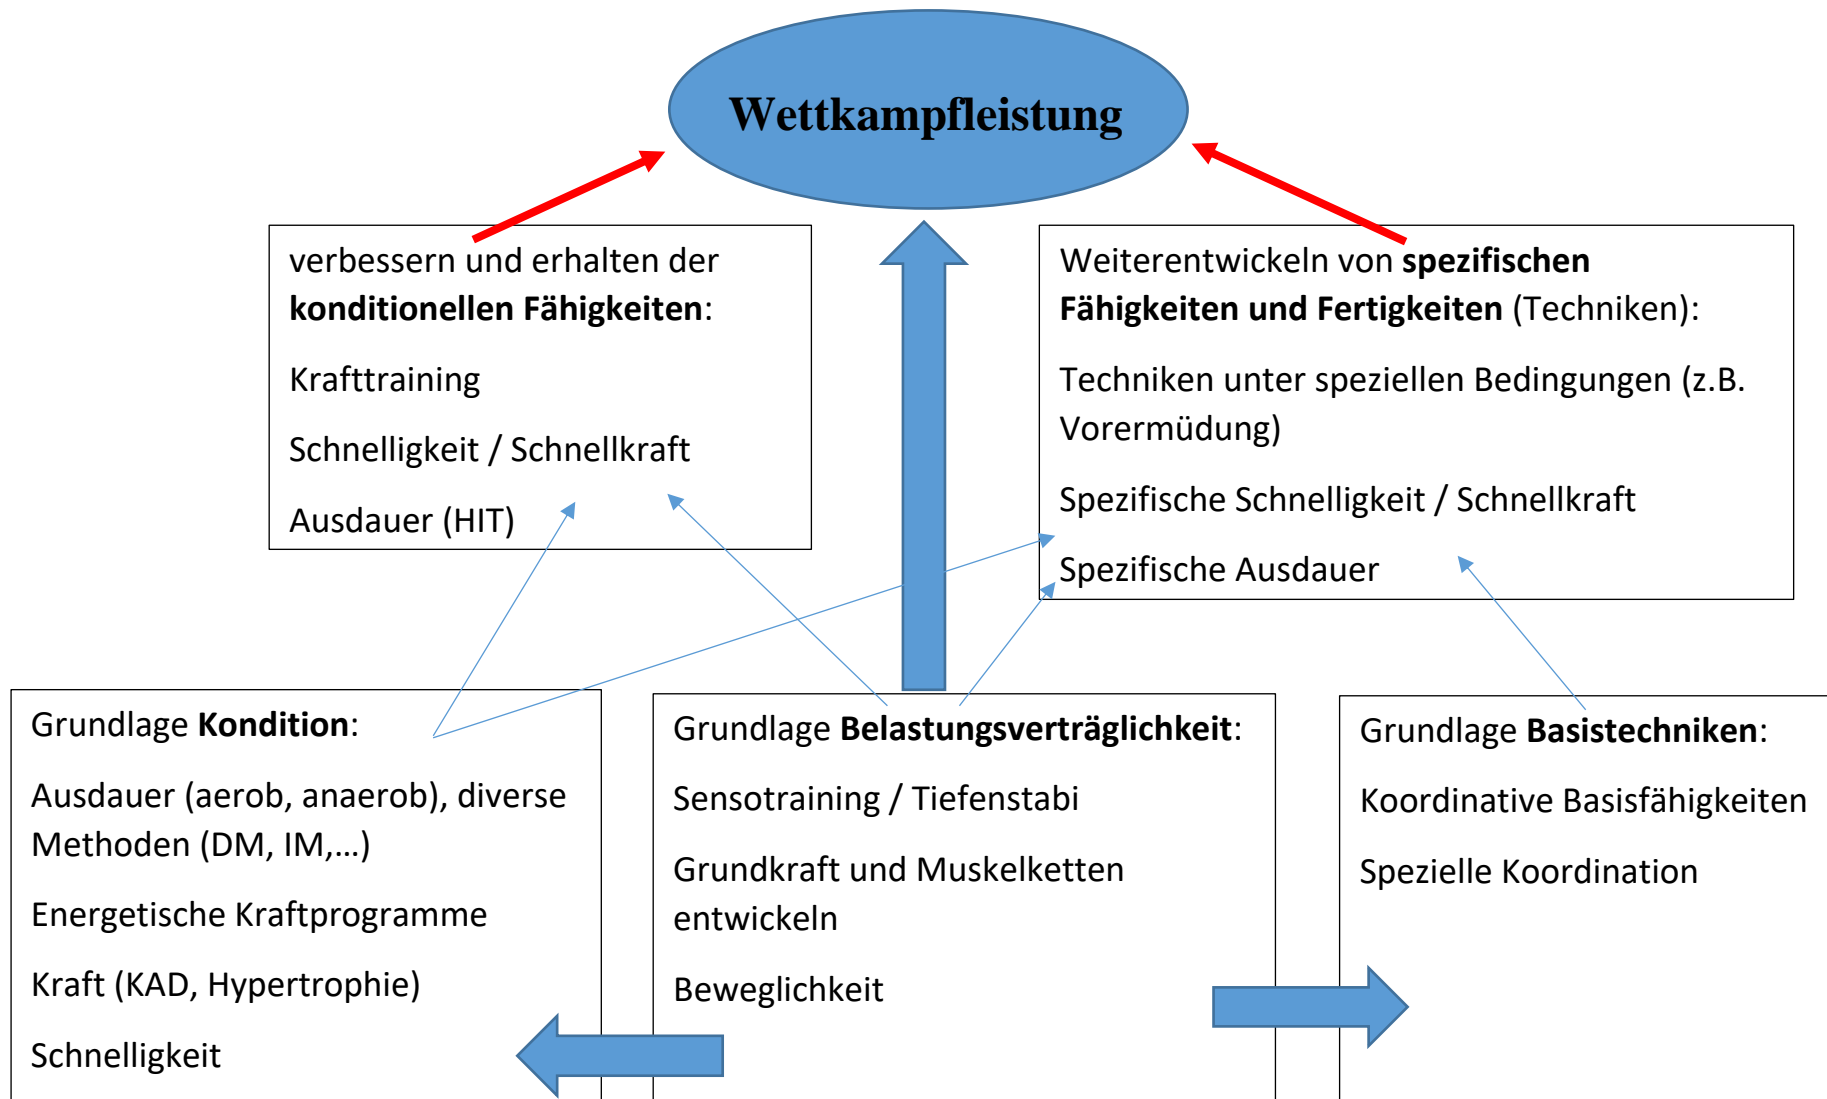 Wettkampfleistung
verbessern und erhalten der
konditionellen Fähigkeiten:
Krafttraining
Schnelligkeit / Schnellkraft
Ausdauer (HIT)
Weiterentwickeln von spezifischen
Fähigkeiten und Fertigkeiten (Techniken):
Techniken unter speziellen Bedingungen (z.B.
Vorermüdung)
Spezifische Schnelligkeit / Schnellkraft
Spezifische Ausdauer
Grundlage Kondition:
Ausdauer (aerob, anaerob), diverse
Methoden (DM, IM,…)
Energetische Kraftprogramme
Kraft (KAD, Hypertrophie)
Schnelligkeit
Grundlage Belastungsverträglichkeit:
Sensotraining / Tiefenstabi
Grundkraft und Muskelketten
entwickeln
Beweglichkeit
Grundlage Basistechniken:
Koordinative Basisfähigkeiten
Spezielle Koordination